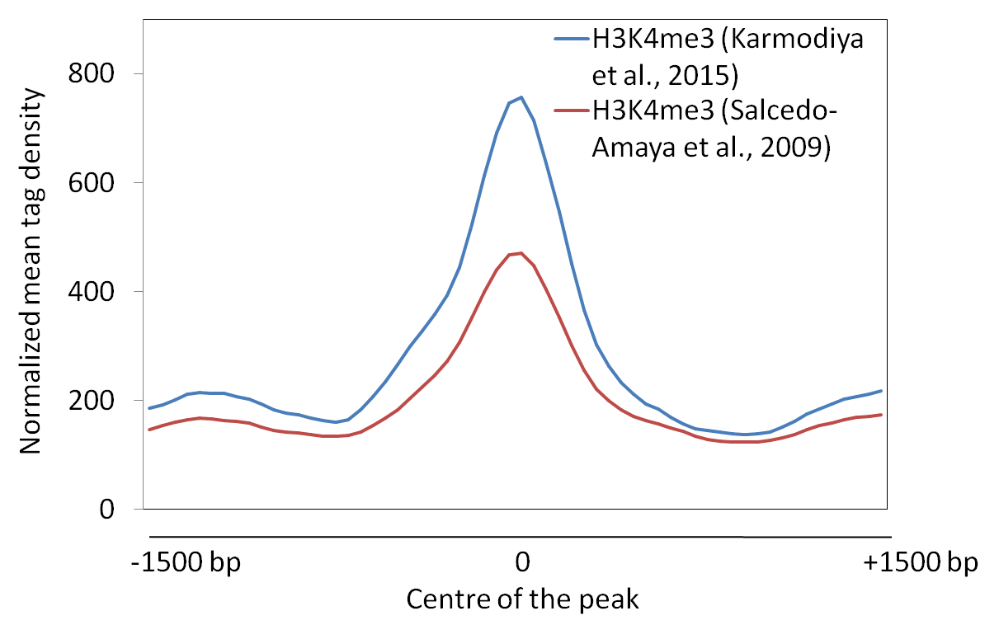 H3K4me3 (Karmodiya
et al., 2015)
H3K4me3 (Salcedo-
Amaya et al., 2009)
Normalized mean tag density
800
600
400
200
0
-1500 bp
0
+1500 bp
Centre of the peak